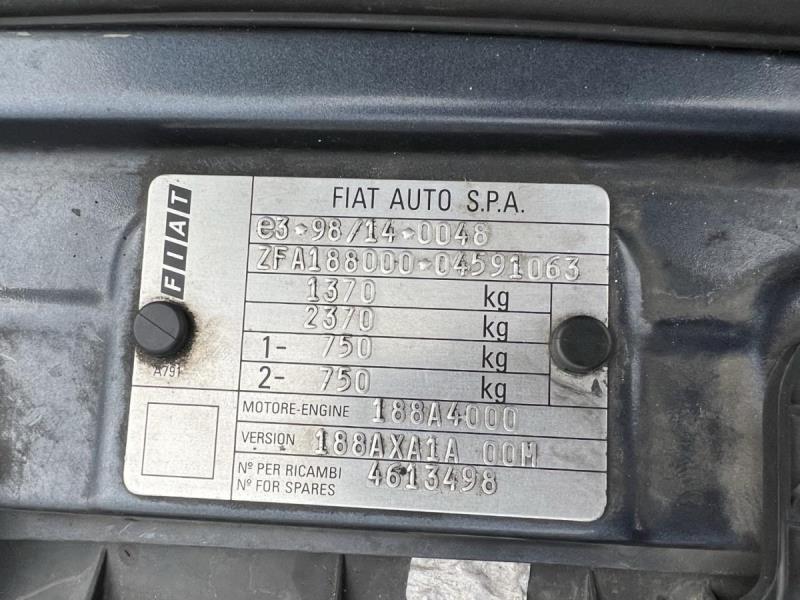 FIAT
FIAT AUTO S.P.A.
e3*98/14*0048
ZFA188000*04591063
1370 kg
2370 kg
1- 750 kg
2- 750 kg
A791
MOTORE-ENGINE 188A4000
VERSION 188AXA1A 00M
Nº PER RICAMBI
Nº FOR SPARES 4613498